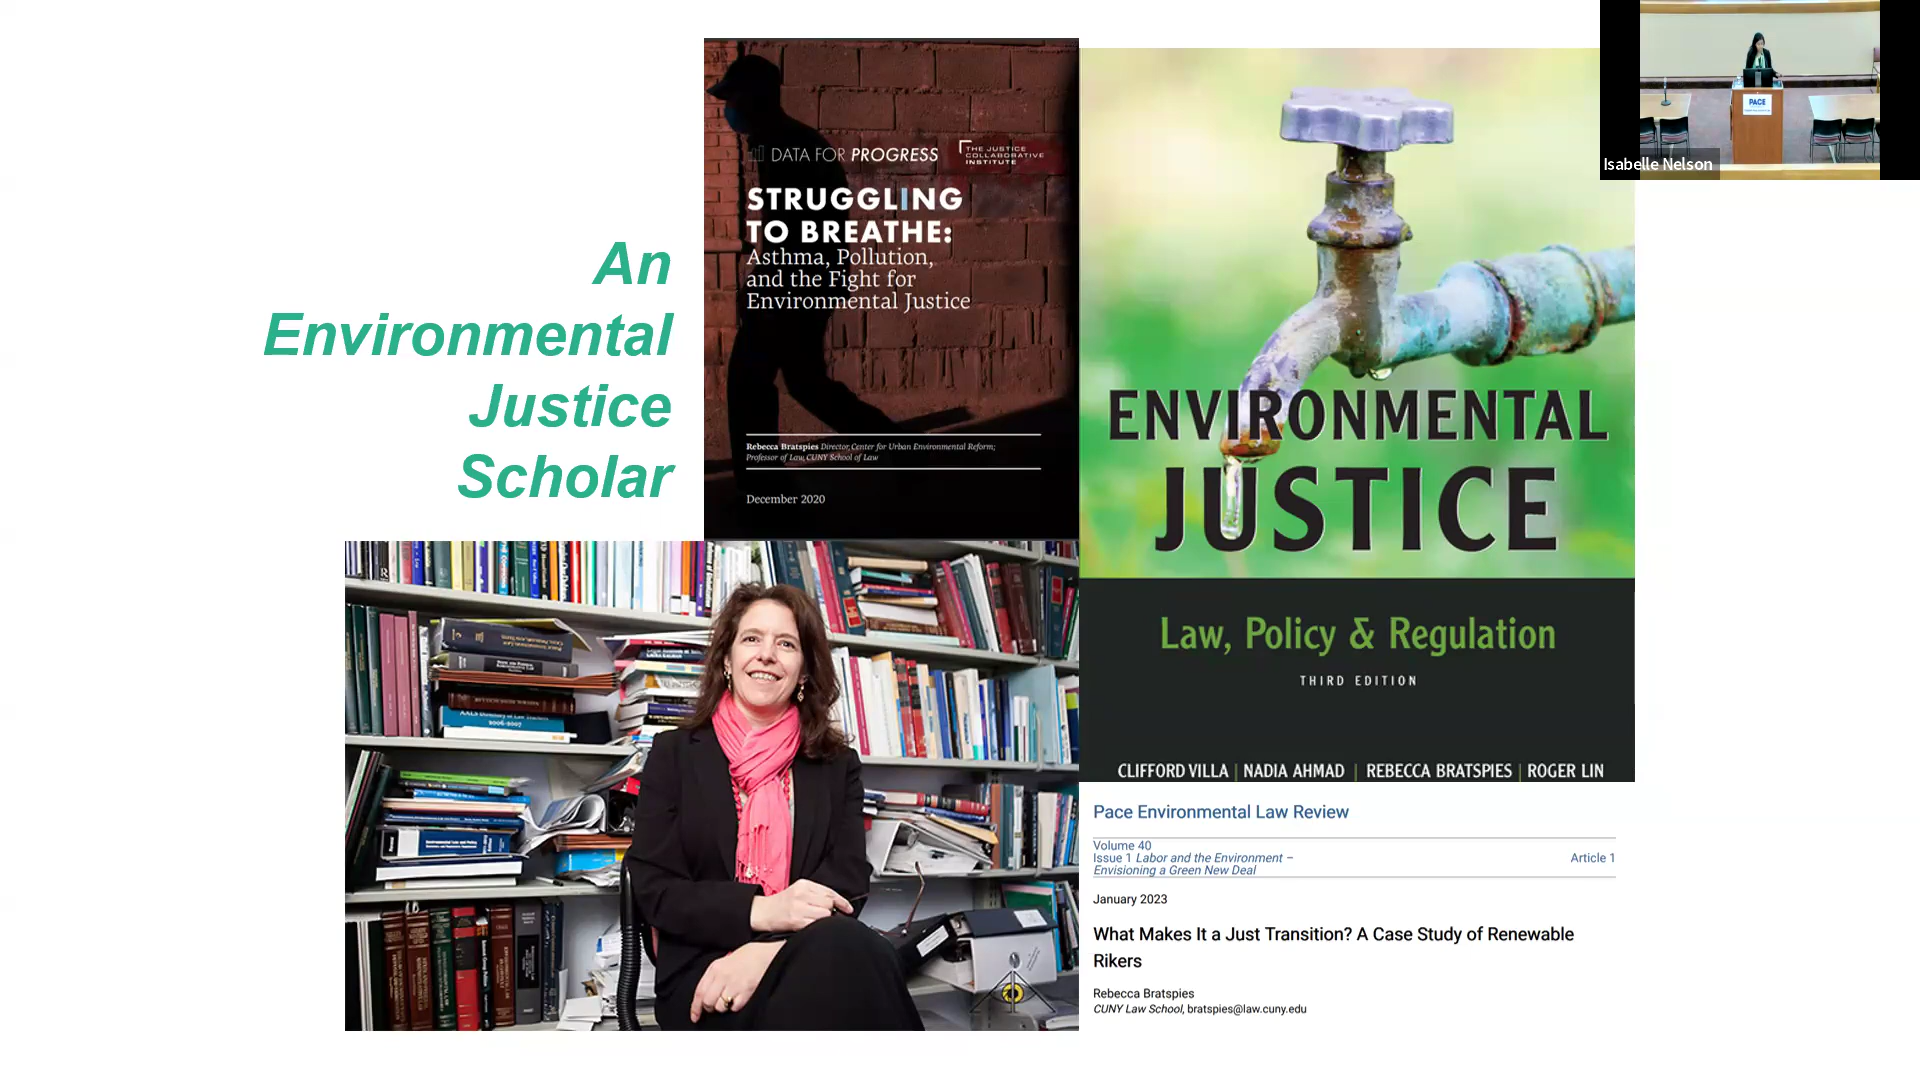 An
Environmental
Justice
Scholar
DATA FOR PROGRESS
THE JUSTICE
COLLABORATIVE
INSTITUTE
STRUGGLING
TO BREATHE:
Asthma, Pollution,
and the Fight for
Environmental Justice
Rebecca Bratspies Director, Center for Urban Environmental Reform;
Professor of Law, CUNY School of Law
December 2020
ENVIRONMENTAL
JUSTICE
Law, Policy & Regulation
THIRD EDITION
CLIFFORD VILLA | NADIA AHMAD | REBECCA BRATSPIES | ROGER LIN
Pace Environmental Law Review
Volume 40
Issue 1 Labor and the Environment –
Envisioning a Green New Deal
Article 1
January 2023
What Makes It a Just Transition? A Case Study of Renewable
Rikers
Rebecca Bratspies
CUNY Law School, bratspies@law.cuny.edu
PACE
Isabelle Nelson